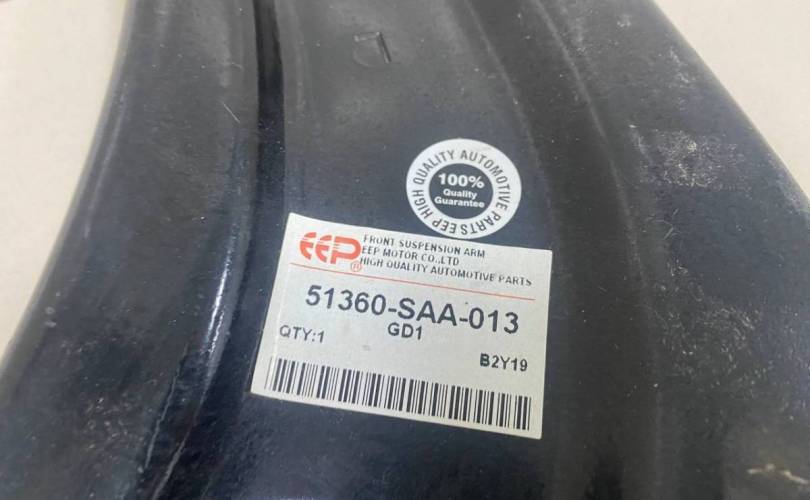 EEP HIGH QUALITY AUTOMOTIVE PARTS
100%
Quality
Guarantee
EEP®
FRONT SUSPENSION ARM
EEP MOTOR CO.,LTD
HIGH QUALITY AUTOMOTIVE PARTS
51360-SAA-013
GD1
QTY:1
B2Y19